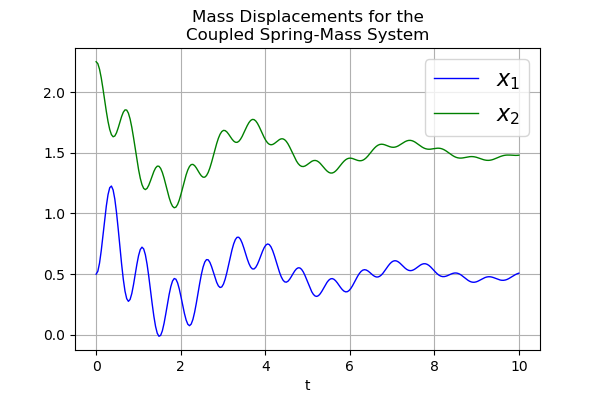 Mass Displacements for the
Coupled Spring-Mass System
x₁
x₂
2.0
1.5
1.0
0.5
0.0
0 2 4 6 8 10
t